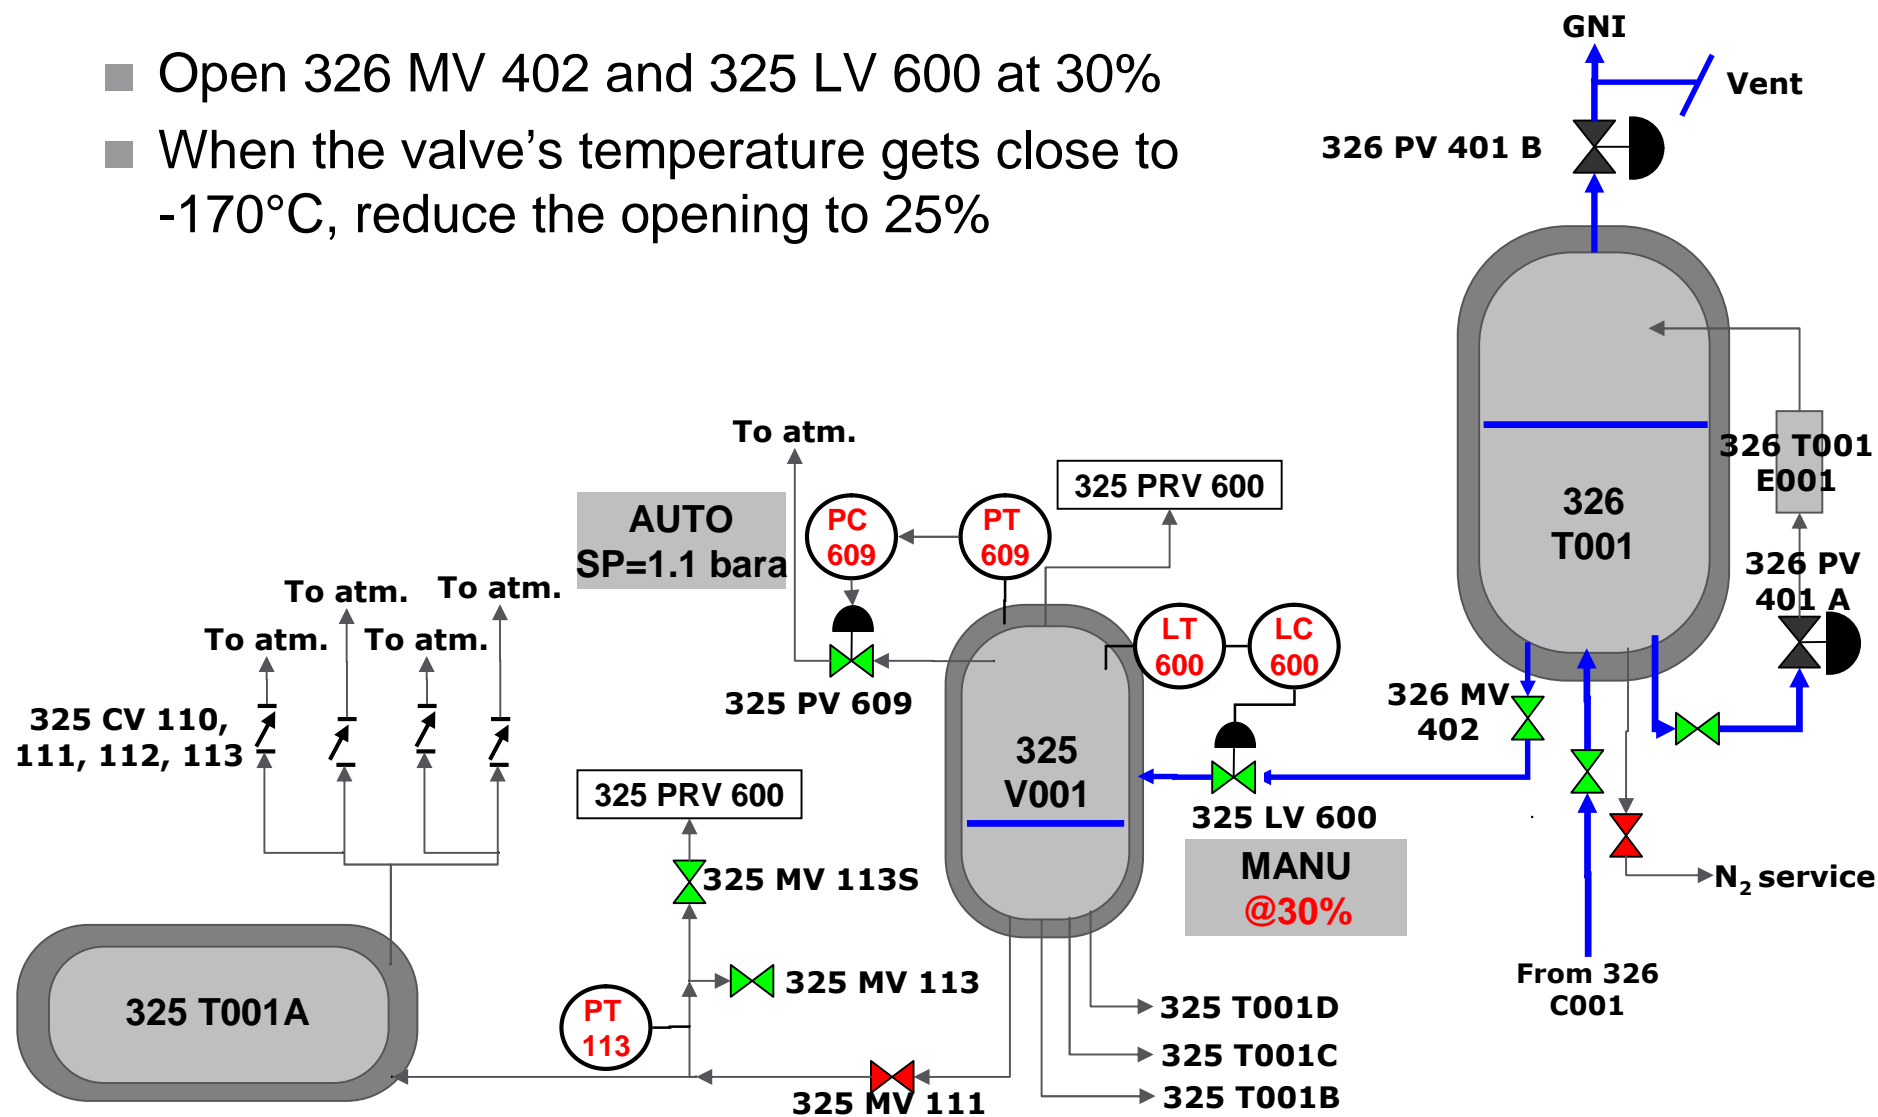 Open 326 MV 402 and 325 LV 600 at 30%
When the valve's temperature gets close to
-170°C, reduce the opening to 25%
GNI
Vent
326 PV 401 B
326
T001
326 T001
E001
326 PV
401 A
326 MV
402
N2 service
From 326
C001
To atm.
AUTO
SP=1.1 bara
PC
609
PT
609
325 PRV 600
LT
600
LC
600
325 PV 609
325
V001
325 LV 600
MANU
@30%
To atm.
To atm.
To atm.
To atm.
325 CV 110,
111, 112, 113
325 PRV 600
325 MV 113S
325 MV 113
PT
113
325 T001A
325 MV 111
325 T001D
325 T001C
325 T001B